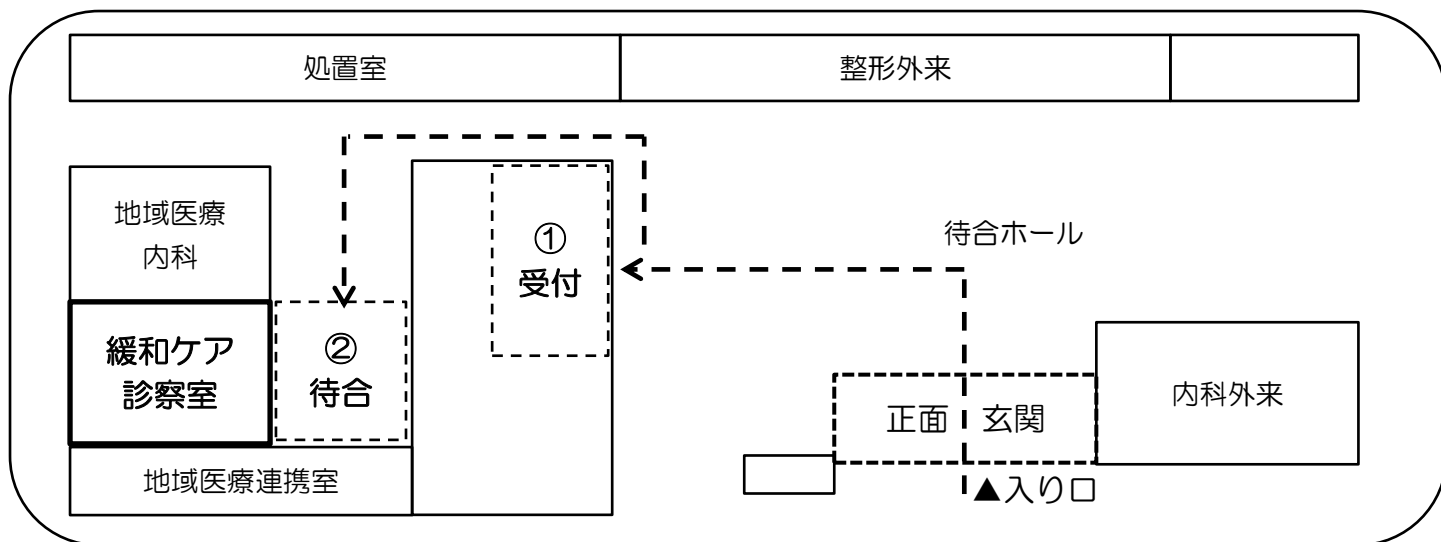 処置室
整形外来
地域医療
内科
①
受付
待合ホール
緩和ケア
診察室
②
待合
正面 玄関
内科外来
地域医療連携室
▲入り口